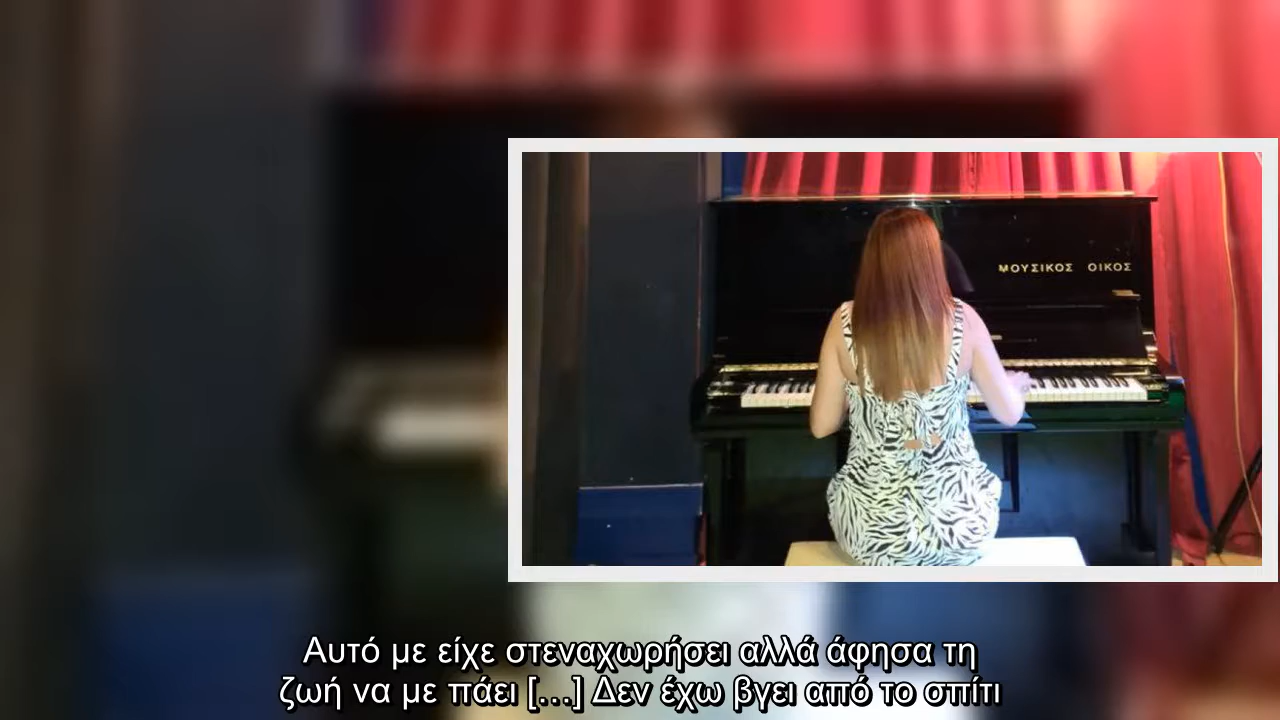 ΜΟΥΣΙΚΟΣ ΟΙΚΟΣ
Αυτό με είχε στεναχωρήσει αλλά άφησα τη
ζωή να με πάει [...] Δεν έχω βγει από το σπίτι